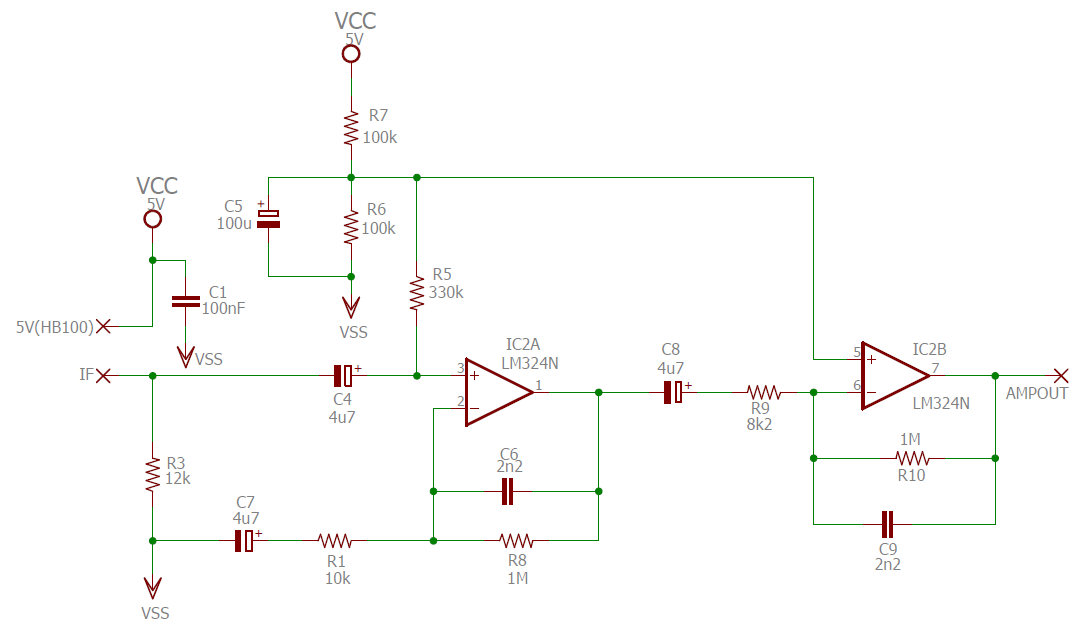 VCC
5V
R7
100k
VCC
5V
C5
100u
+
R6
100k
R5
330k
C1
100nF
5V(HB100)
VSS
VSS
IF
C4
4u7
+
IC2A
LM324N
3
+
2
−
1
C8
4u7
+
R9
8k2
IC2B
LM324N
5
+
6
−
7
AMPOUT
R3
12k
C6
2n2
1M
R10
C7
4u7
+
R1
10k
R8
1M
C9
2n2
VSS